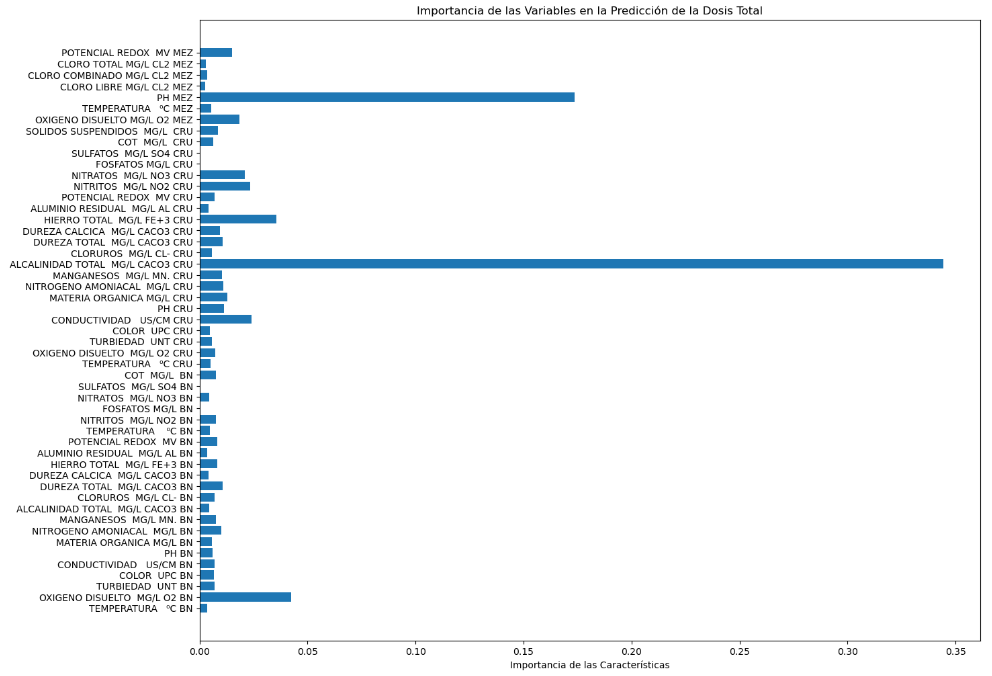 Importancia de las Variables en la Predicción de la Dosis Total
POTENCIAL REDOX  MV MEZ
CLORO TOTAL MG/L CL2 MEZ
CLORO COMBINADO MG/L CL2 MEZ
CLORO LIBRE MG/L CL2 MEZ
PH MEZ
TEMPERATURA   ºC MEZ
OXIGENO DISUELTO MG/L O2 MEZ
SOLIDOS SUSPENDIDOS  MG/L  CRU
COT  MG/L  CRU
SULFATOS  MG/L SO4 CRU
FOSFATOS MG/L CRU
NITRATOS  MG/L NO3 CRU
NITRITOS  MG/L NO2 CRU
POTENCIAL REDOX  MV CRU
ALUMINIO RESIDUAL  MG/L AL CRU
HIERRO TOTAL  MG/L FE+3 CRU
DUREZA CALCICA  MG/L CACO3 CRU
DUREZA TOTAL  MG/L CACO3 CRU
CLORUROS  MG/L CL- CRU
ALCALINIDAD TOTAL  MG/L CACO3 CRU
MANGANESOS  MG/L MN. CRU
NITROGENO AMONIACAL  MG/L CRU
MATERIA ORGANICA MG/L CRU
PH CRU
CONDUCTIVIDAD   US/CM CRU
COLOR  UPC CRU
TURBIEDAD  UNT CRU
OXIGENO DISUELTO  MG/L O2 CRU
TEMPERATURA   ºC CRU
COT  MG/L  BN
SULFATOS  MG/L SO4 BN
NITRATOS  MG/L NO3 BN
FOSFATOS MG/L BN
NITRITOS  MG/L NO2 BN
TEMPERATURA    ºC BN
POTENCIAL REDOX  MV BN
ALUMINIO RESIDUAL  MG/L AL BN
HIERRO TOTAL  MG/L FE+3 BN
DUREZA CALCICA  MG/L CACO3 BN
DUREZA TOTAL  MG/L CACO3 BN
CLORUROS  MG/L CL- BN
ALCALINIDAD TOTAL  MG/L CACO3 BN
MANGANESOS  MG/L MN. BN
NITROGENO AMONIACAL  MG/L BN
MATERIA ORGANICA MG/L BN
PH BN
CONDUCTIVIDAD   US/CM BN
COLOR  UPC BN
TURBIEDAD  UNT BN
OXIGENO DISUELTO  MG/L O2 BN
TEMPERATURA   ºC BN
0.00 0.05 0.10 0.15 0.20 0.25 0.30 0.35
Importancia de las Características